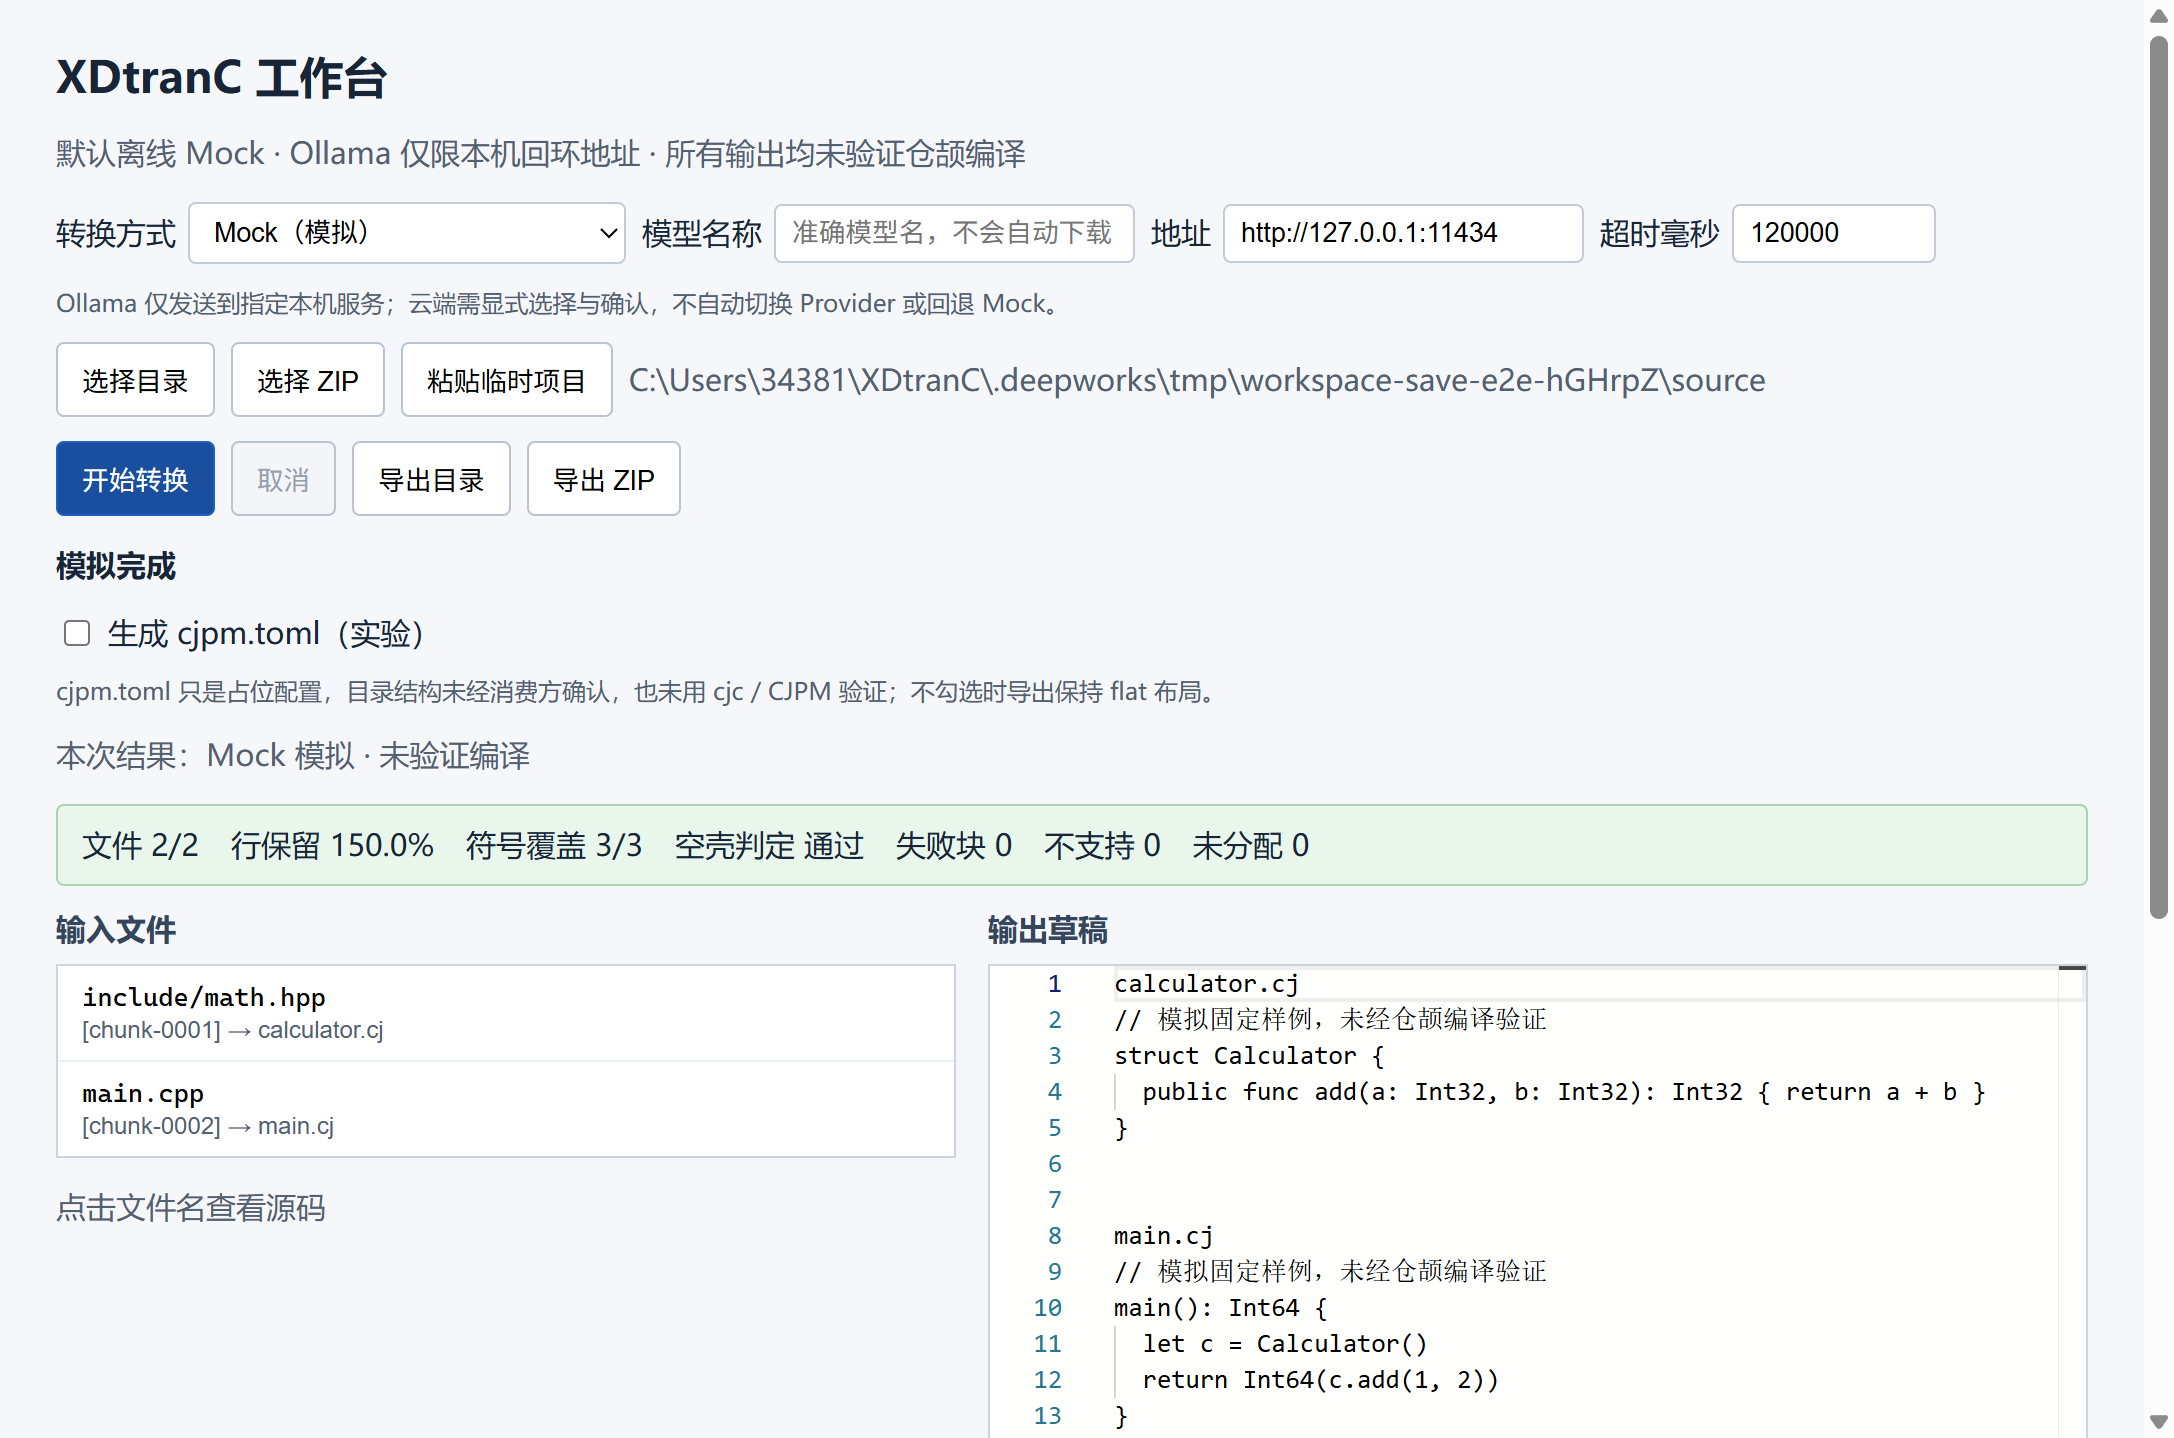 XDtranC 工作台
默认离线 Mock · Ollama 仅限本机回环地址 · 所有输出均未验证仓颉编译
转换方式 Mock（模拟） 模型名称 准确模型名，不会自动下载 地址 http://127.0.0.1:11434 超时毫秒 120000
Ollama 仅发送到指定本机服务；云端需显式选择与确认，不自动切换 Provider 或回退 Mock。
选择目录 选择 ZIP 粘贴临时项目 C:\Users\34381\XDtranC\.deepworks\tmp\workspace-save-e2e-hGHrpZ\source
开始转换 取消 导出目录 导出 ZIP
模拟完成
生成 cjpm.toml（实验）
cjpm.toml 只是占位配置，目录结构未经消费方确认，也未用 cjc / CJPM 验证；不勾选时导出保持 flat 布局。
本次结果：Mock 模拟 · 未验证编译
文件 2/2 行保留 150.0% 符号覆盖 3/3 空壳判定 通过 失败块 0 不支持 0 未分配 0
输入文件
include/math.hpp
[chunk-0001] → calculator.cj
main.cpp
[chunk-0002] → main.cj
点击文件名查看源码
输出草稿
1 calculator.cj
2 // 模拟固定样例，未经仓颉编译验证
3 struct Calculator {
4 public func add(a: Int32, b: Int32): Int32 { return a + b }
5 }
6
7
8 main.cj
9 // 模拟固定样例，未经仓颉编译验证
10 main(): Int64 {
11 let c = Calculator()
12 return Int64(c.add(1, 2))
13 }